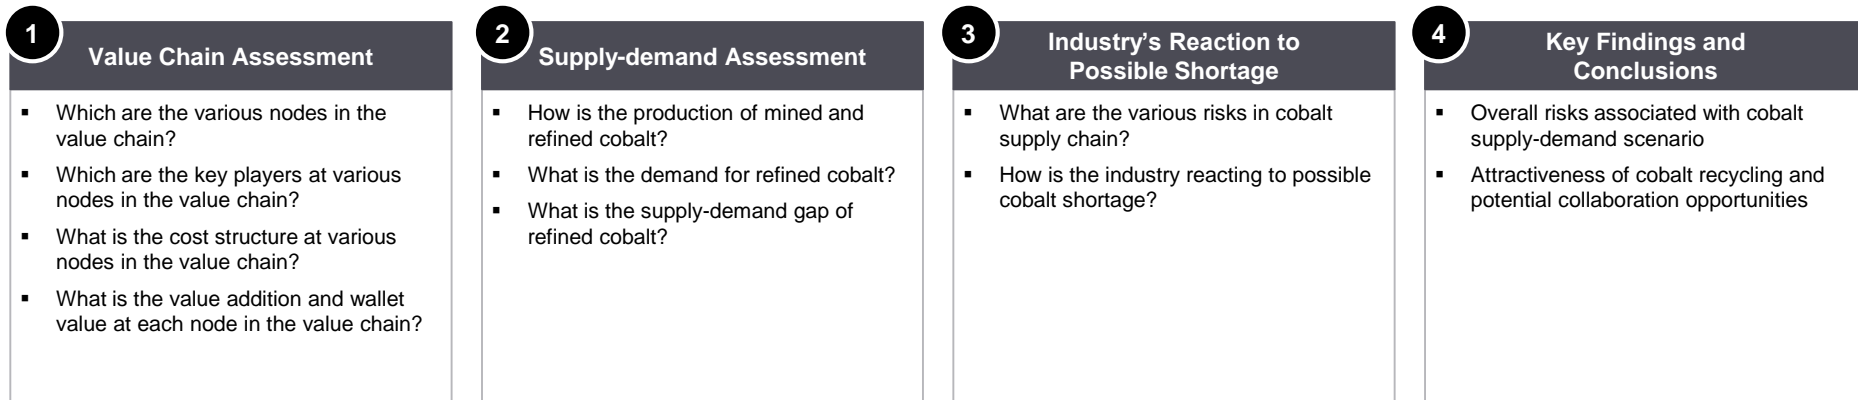 1
Value Chain Assessment
▪ Which are the various nodes in the
value chain?
▪ Which are the key players at various
nodes in the value chain?
▪ What is the cost structure at various
nodes in the value chain?
▪ What is the value addition and wallet
value at each node in the value chain?
2
Supply-demand Assessment
▪ How is the production of mined and
refined cobalt?
▪ What is the demand for refined cobalt?
▪ What is the supply-demand gap of
refined cobalt?
3
Industry’s Reaction to
Possible Shortage
▪ What are the various risks in cobalt
supply chain?
▪ How is the industry reacting to possible
cobalt shortage?
4
Key Findings and
Conclusions
▪ Overall risks associated with cobalt
supply-demand scenario
▪ Attractiveness of cobalt recycling and
potential collaboration opportunities